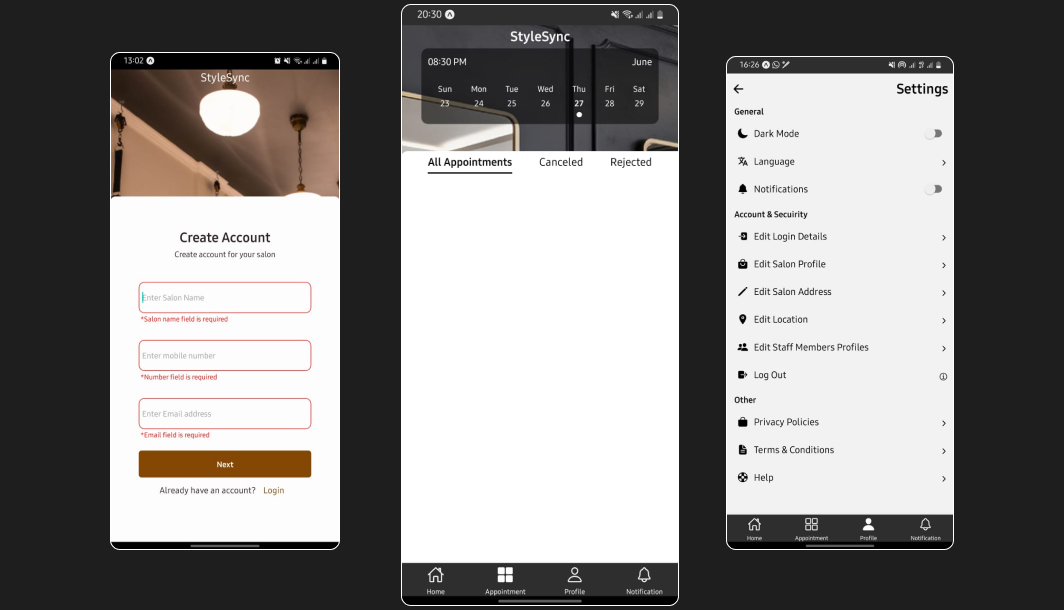 13:02
StyleSync
Create Account
Create account for your salon
Enter Salon Name
*Salon name field is required
Enter mobile number
*Number field is required
Enter Email address
*Email field is required
Next
Already have an account? Login
20:30
StyleSync
08:30 PM June
Sun Mon Tue Wed Thu Fri Sat
23 24 25 26 27 28 29
All Appointments Canceled Rejected
Home Appointment Profile Notification
16:26
Settings
General
Dark Mode
Language
Notifications
Account & Secuirity
Edit Login Details
Edit Salon Profile
Edit Salon Address
Edit Location
Edit Staff Members Profiles
Log Out
Other
Privacy Policies
Terms & Conditions
Help
Home Appointment Profile Notification